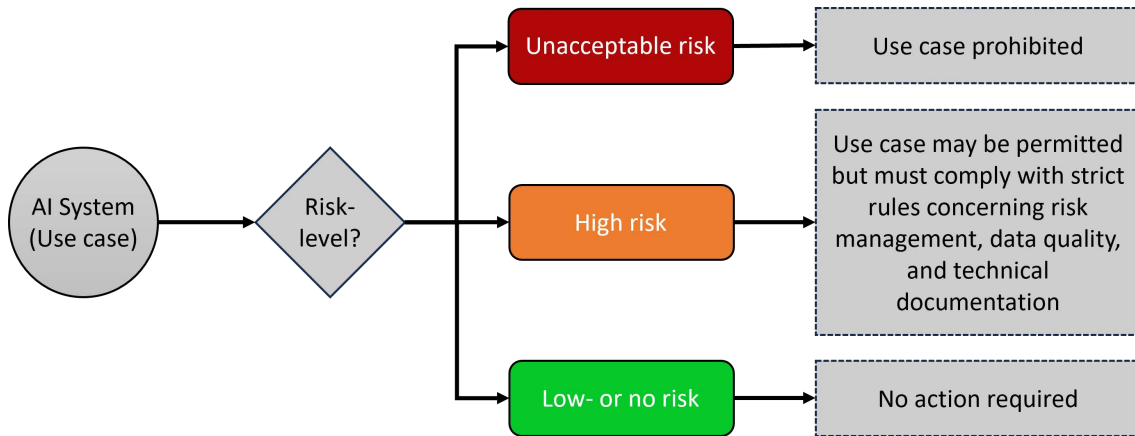 AI System
(Use case)
Risk-
level?
Unacceptable risk
Use case prohibited
High risk
Use case may be permitted
but must comply with strict
rules concerning risk
management, data quality,
and technical
documentation
Low- or no risk
No action required